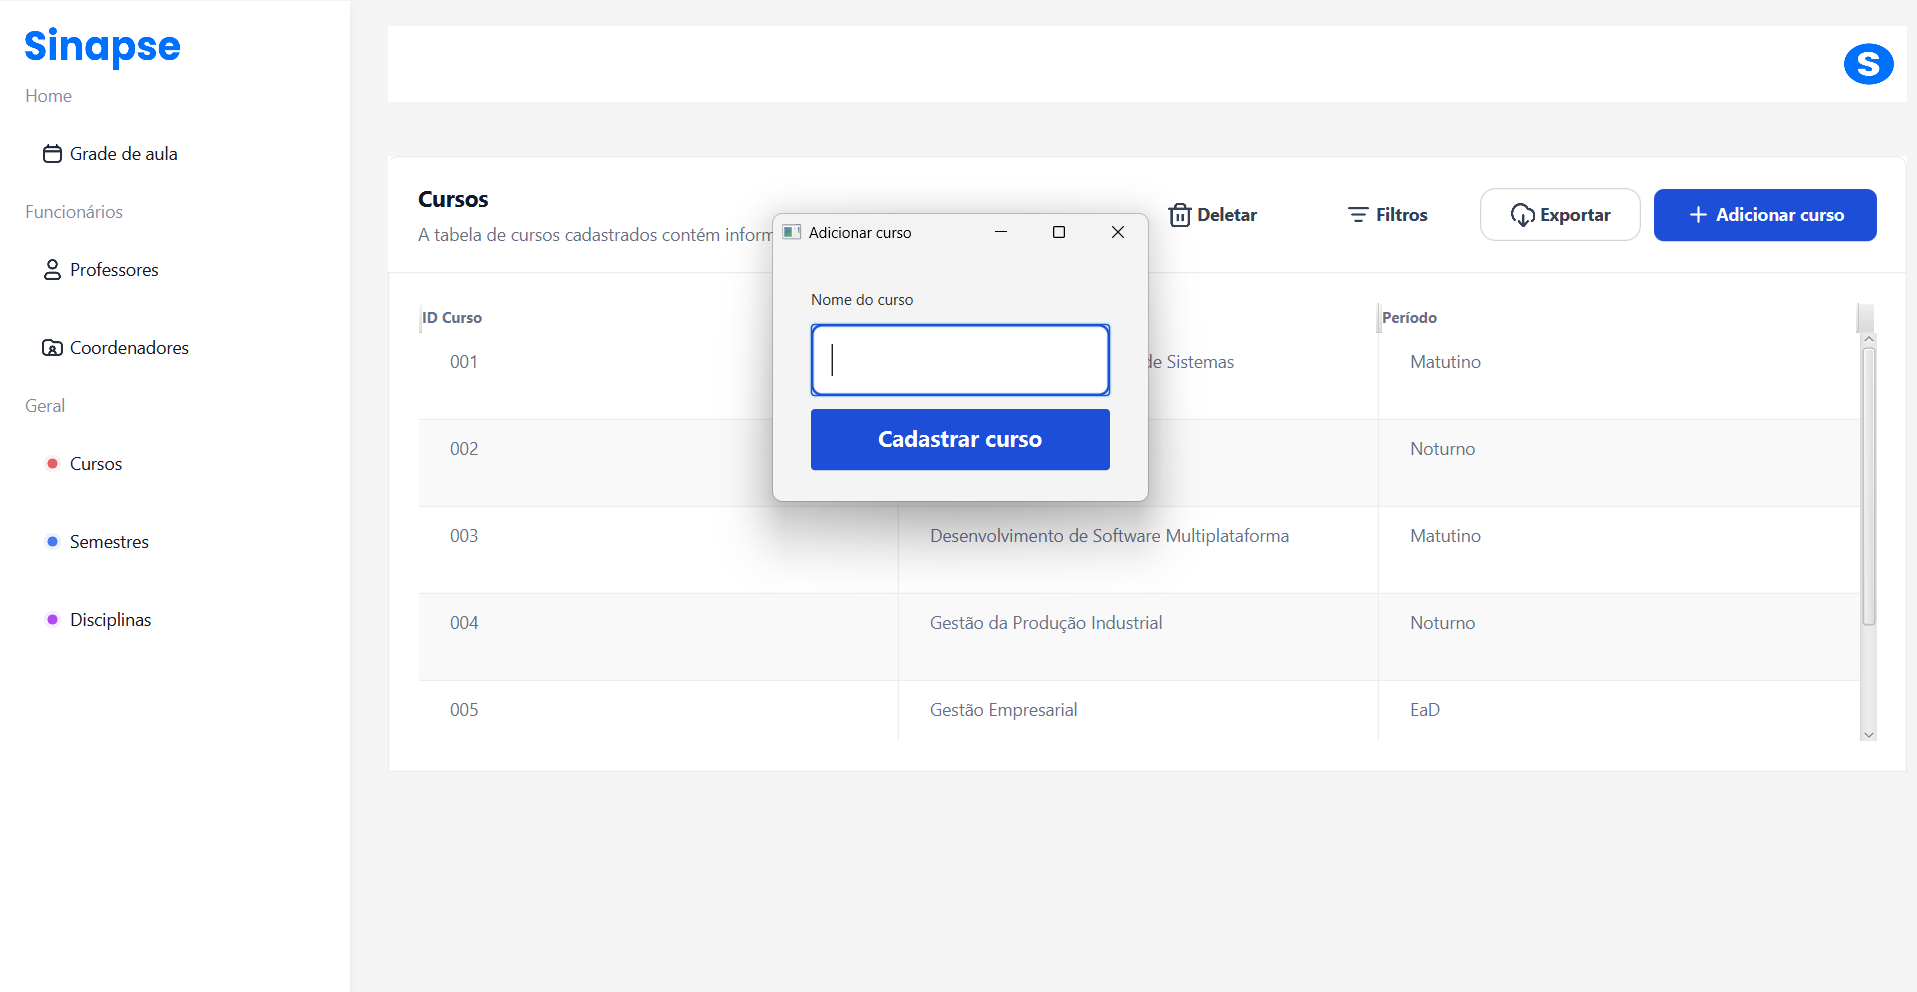 Sinapse
Home
Grade de aula
Funcionários
Professores
Coordenadores
Geral
Cursos
Semestres
Disciplinas
S
Cursos
A tabela de cursos cadastrados contém
Deletar
Filtros
Exportar
Adicionar curso
Adicionar curso
Nome do curso
Cadastrar curso
ID Curso
Período
001
de Sistemas
Matutino
002
Noturno
003
Desenvolvimento de Software Multiplataforma
Matutino
004
Gestão da Produção Industrial
Noturno
005
Gestão Empresarial
EaD